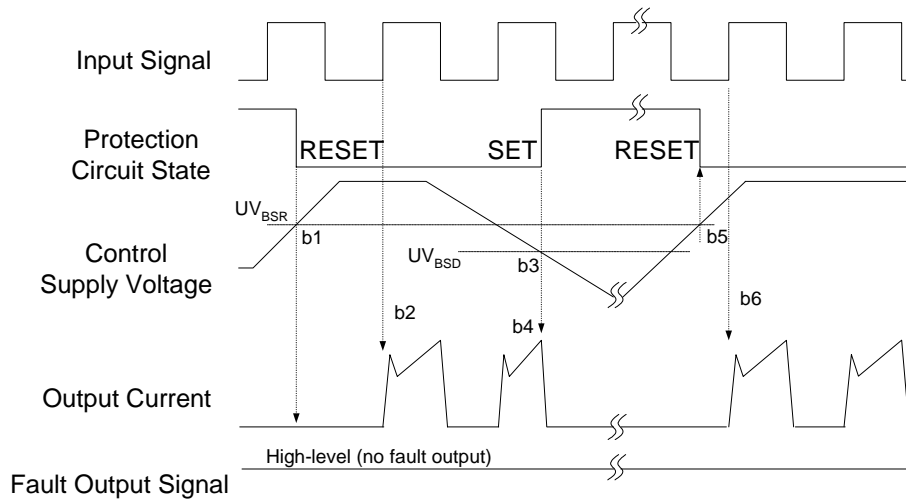 Input Signal
Protection
Circuit State
RESET
SET
RESET
UVBSR
b1
UVBSD
b3
b5
Control
Supply Voltage
b2
b4
b6
Output Current
High-level (no fault output)
Fault Output Signal